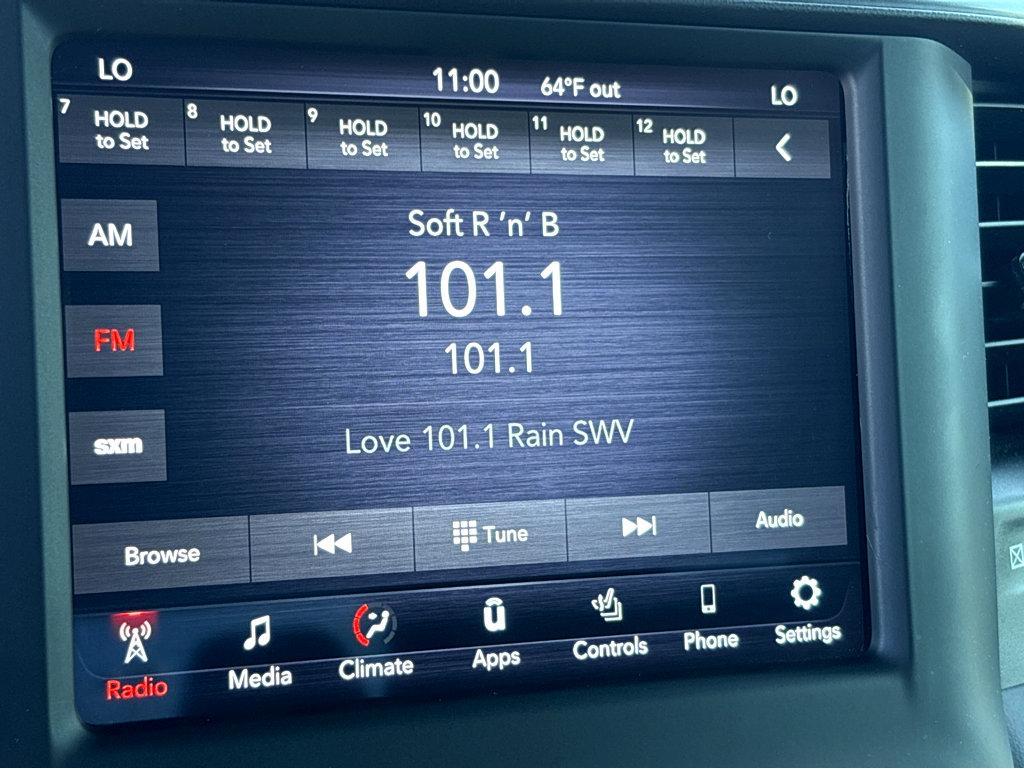 LO 11:00 64°F out LO
7 HOLD to Set 8 HOLD to Set 9 HOLD to Set 10 HOLD to Set 11 HOLD to Set 12 HOLD to Set
AM
Soft R 'n' B
101.1
FM
101.1
sxm
Love 101.1 Rain SWV
Browse Tune Audio
Radio Media Climate Apps Controls Phone Settings